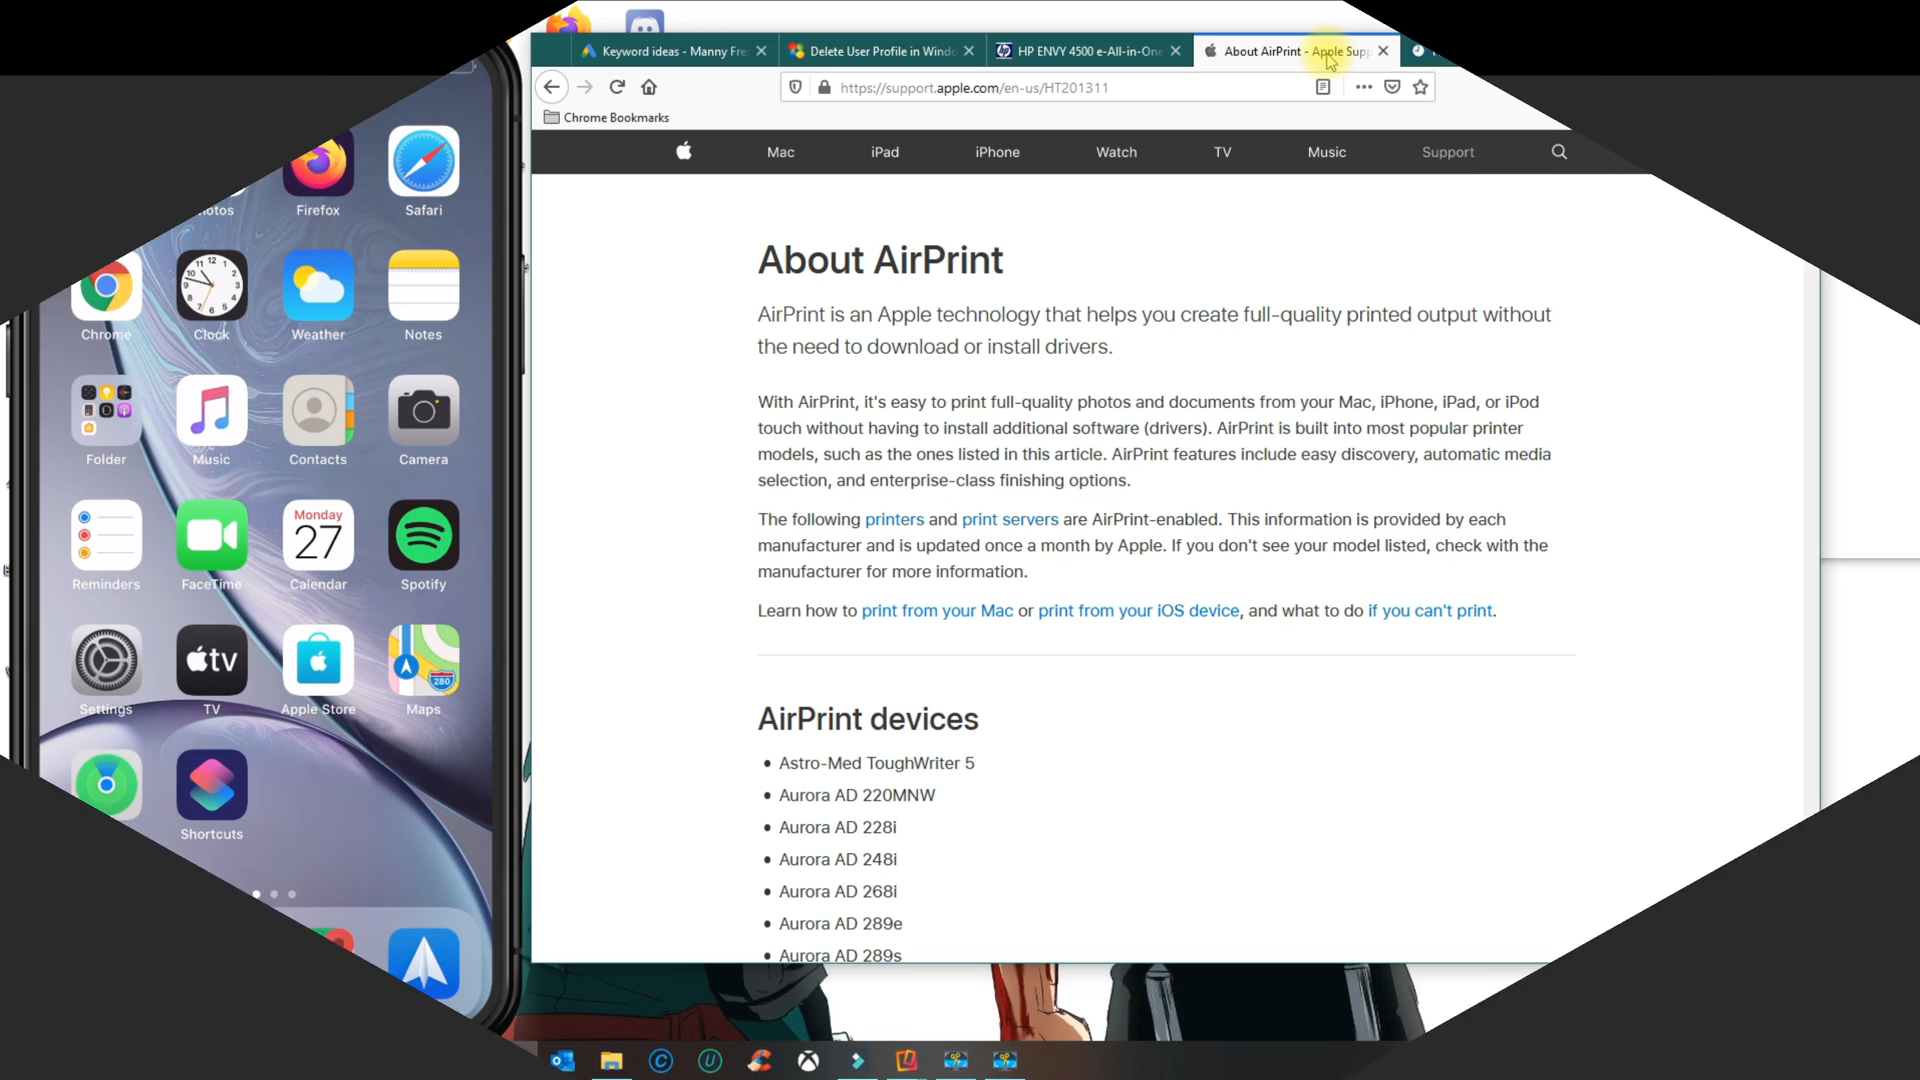 Keyword ideas - Manny Fre
Delete User Profile in Windo
HP ENVY 4500 e-All-in-On
About AirPrint - Apple Supp
https://support.apple.com/en-us/HT201311
Chrome Bookmarks
Mac
iPad
iPhone
Watch
TV
Music
Support
About AirPrint
AirPrint is an Apple technology that helps you create full-quality printed output without
the need to download or install drivers.
With AirPrint, it's easy to print full-quality photos and documents from your Mac, iPhone, iPad, or iPod
touch without having to install additional software (drivers). AirPrint is built into most popular printer
models, such as the ones listed in this article. AirPrint features include easy discovery, automatic media
selection, and enterprise-class finishing options.
The following printers and print servers are AirPrint-enabled. This information is provided by each
manufacturer and is updated once a month by Apple. If you don't see your model listed, check with the
manufacturer for more information.
Learn how to print from your Mac or print from your iOS device, and what to do if you can't print.
AirPrint devices
Astro-Med ToughWriter 5
Aurora AD 220MNW
Aurora AD 228i
Aurora AD 248i
Aurora AD 268i
Aurora AD 289e
Aurora AD 289s
otos
Firefox
Safari
Chrome
Clock
Weather
Notes
Folder
Music
Contacts
Camera
Monday
27
Reminders
FaceTime
Calendar
Spotify
tv
280
Settings
TV
Apple Store
Maps
Shortcuts